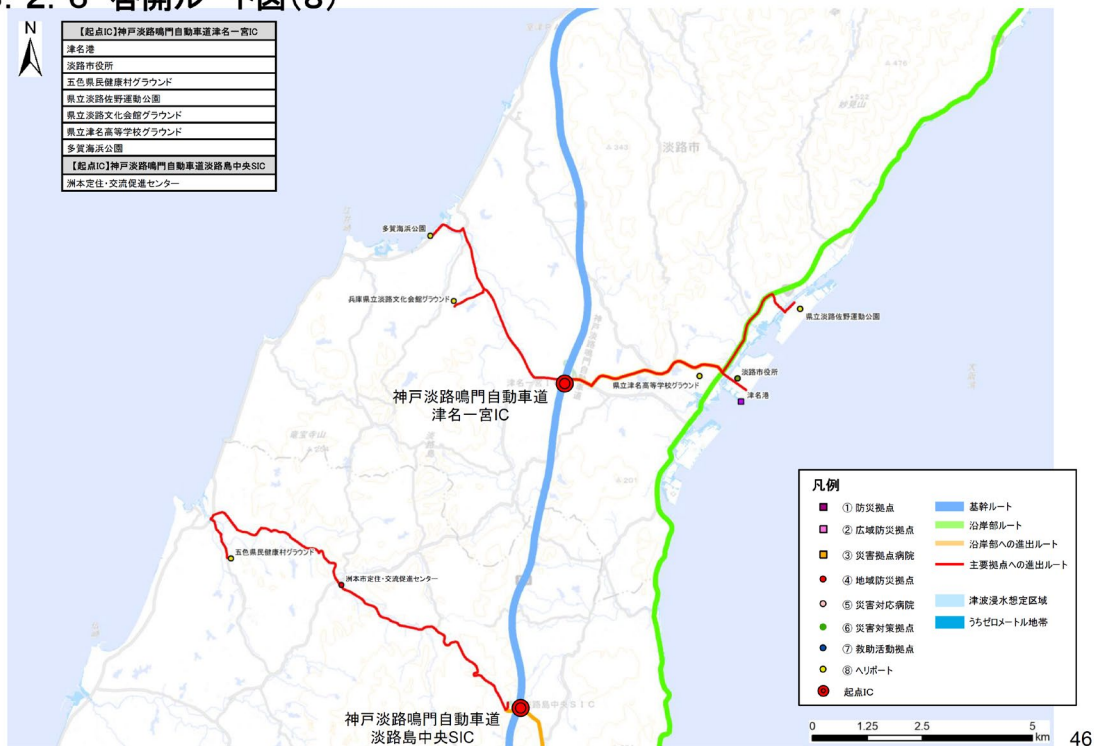 N
【起点IC】神戸淡路鳴門自動車道津名一宮IC
津名港
淡路市役所
五色県民健康村グラウンド
県立淡路佐野運動公園
県立淡路文化会館グラウンド
県立津名高等学校グラウンド
多賀海浜公園
【起点IC】神戸淡路鳴門自動車道淡路島中央SIC
洲本定住・交流促進センター
妙見山
淡路市
多賀海浜公園
兵庫県立淡路文化会館グラウンド
県立淡路佐野運動公園
神戸淡路鳴門自動車道
県立津名高等学校グラウンド
淡路市役所
津名港
神戸淡路鳴門自動車道
津名一宮IC
五色県民健康村グラウンド
洲本市定住・交流促進センター
神戸淡路鳴門自動車道
淡路島中央SIC
凡例
①防災拠点
②広域防災拠点
③災害拠点病院
④地域防災拠点
⑤災害対応病院
⑥災害対策拠点
⑦救助活動拠点
⑧ヘリポート
起点IC
基幹ルート
沿岸部ルート
沿岸部への進出ルート
主要拠点への進出ルート
津波浸水想定区域
うちゼロメートル地帯
0 1.25 2.5 5
km
46